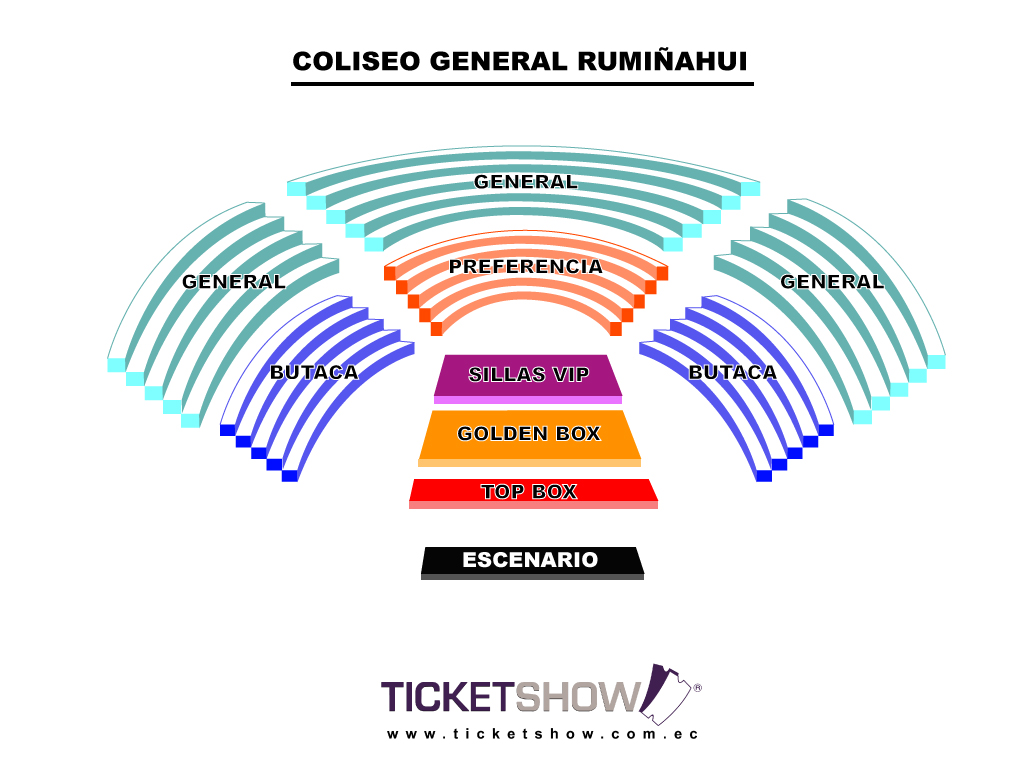 COLISEO GENERAL RUMIÑAHUI
GENERAL
PREFERENCIA
GENERAL
GENERAL
BUTACA
SILLAS VIP
BUTACA
GOLDEN BOX
TOP BOX
ESCENARIO
TICKETSHOW®
www.ticketshow.com.ec